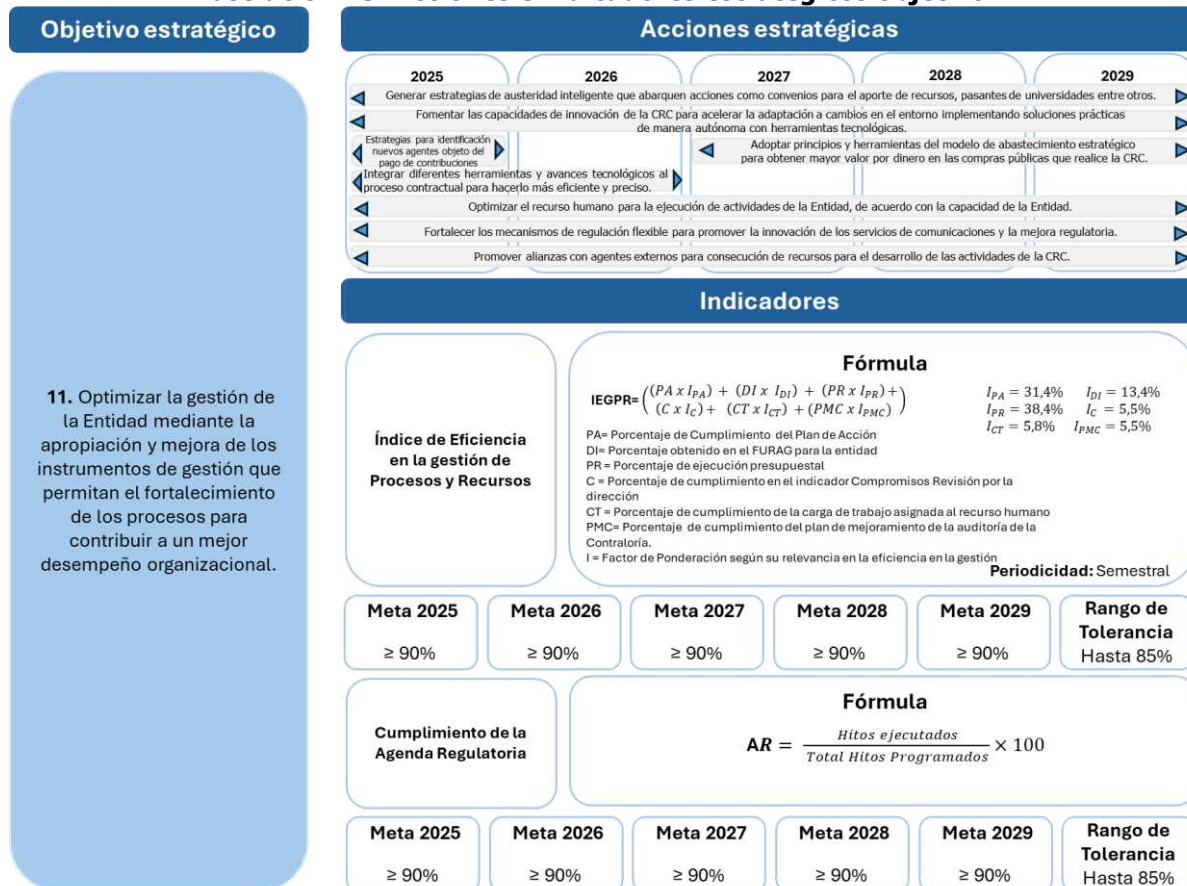 Objetivo estratégico
11. Optimizar la gestión de
la Entidad mediante la
apropiación y mejora de los
instrumentos de gestión que
permitan el fortalecimiento
de los procesos para
contribuir a un mejor
desempeño organizacional.
Acciones estratégicas
2025 2026 2027 2028 2029
Generar estrategias de austeridad inteligente que abarquen acciones como convenios para el aporte de recursos, pasantes de universidades entre otros.
Fomentar las capacidades de innovación de la CRC para acelerar la adaptación a cambios en el entorno implementando soluciones prácticas
de manera autónoma con herramientas tecnológicas.
Estrategias para identificación
nuevos agentes objeto del
pago de contribuciones
Adoptar principios y herramientas del modelo de abastecimiento estratégico
para obtener mayor valor por dinero en las compras públicas que realice la CRC.
Integrar diferentes herramientas y avances tecnológicos al
proceso contractual para hacerlo más eficiente y preciso.
Optimizar el recurso humano para la ejecución de actividades de la Entidad, de acuerdo con la capacidad de la Entidad.
Fortalecer los mecanismos de regulación flexible para promover la innovación de los servicios de comunicaciones y la mejora regulatoria.
Promover alianzas con agentes externos para consecución de recursos para el desarrollo de las actividades de la CRC.
Indicadores
Índice de Eficiencia
en la gestión de
Procesos y Recursos
Fórmula
IEGPR= ((PA x I_PA) + (DI x I_DI) + (PR x I_PR) +
(C x I_C) + (CT x I_CT) + (PMC x I_PMC))
I_PA = 31,4% I_DI = 13,4%
I_PR = 38,4% I_C = 5,5%
I_CT = 5,8% I_PMC = 5,5%
PA= Porcentaje de Cumplimiento del Plan de Acción
DI= Porcentaje obtenido en el FURAG para la entidad
PR = Porcentaje de ejecución presupuestal
C = Porcentaje de cumplimiento en el indicador Compromisos Revisión por la
dirección
CT = Porcentaje de cumplimiento de la carga de trabajo asignada al recurso humano
PMC= Porcentaje de cumplimiento del plan de mejoramiento de la auditoría de la
Contraloría.
I = Factor de Ponderación según su relevancia en la eficiencia en la gestión
Periodicidad: Semestral
Meta 2025 Meta 2026 Meta 2027 Meta 2028 Meta 2029 Rango de
Tolerancia
≥ 90% ≥ 90% ≥ 90% ≥ 90% ≥ 90% Hasta 85%
Cumplimiento de la
Agenda Regulatoria
Fórmula
AR = Hitos ejecutados / Total Hitos Programados × 100
Meta 2025 Meta 2026 Meta 2027 Meta 2028 Meta 2029 Rango de
Tolerancia
≥ 90% ≥ 90% ≥ 90% ≥ 90% ≥ 90% Hasta 85%